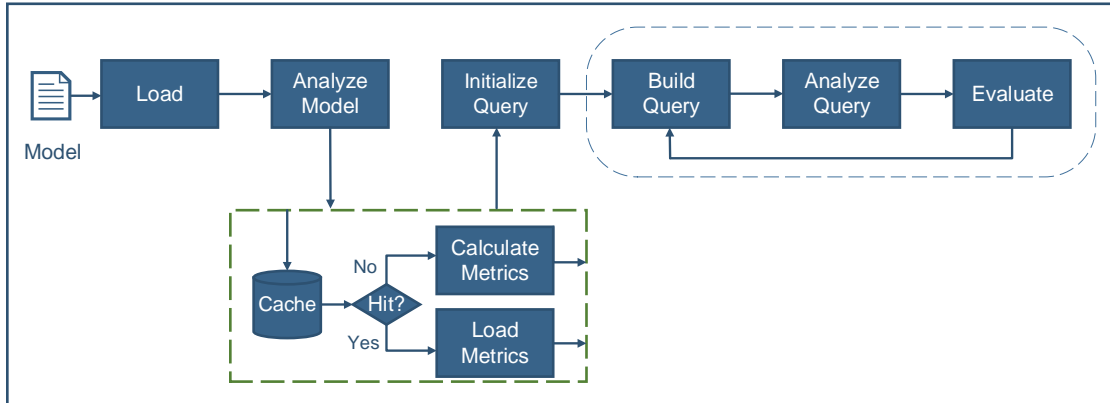 Model
Load
Analyze
Model
Initialize
Query
Build
Query
Analyze
Query
Evaluate
Cache
Hit?
No
Yes
Calculate
Metrics
Load
Metrics